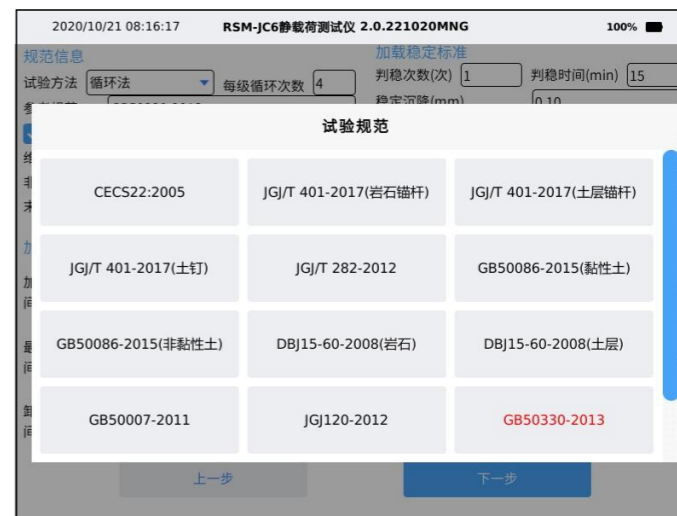 2020/10/21 08:16:17 RSM-JC6静载荷测试仪 2.0.221020MNG 100%
规范信息 加载稳定标准
试验方法 循环法 每级循环次数 4 判稳次数(次) 1 判稳时间(min) 15
稳定沉降(mm) 0.10
试验规范
CECS22:2005 JGJ/T 401-2017(岩石锚杆) JGJ/T 401-2017(土层锚杆)
JGJ/T 401-2017(土钉) JGJ/T 282-2012 GB50086-2015(黏性土)
GB50086-2015(非黏性土) DBJ15-60-2008(岩石) DBJ15-60-2008(土层)
GB50007-2011 JGJ120-2012 GB50330-2013
上一步 下一步